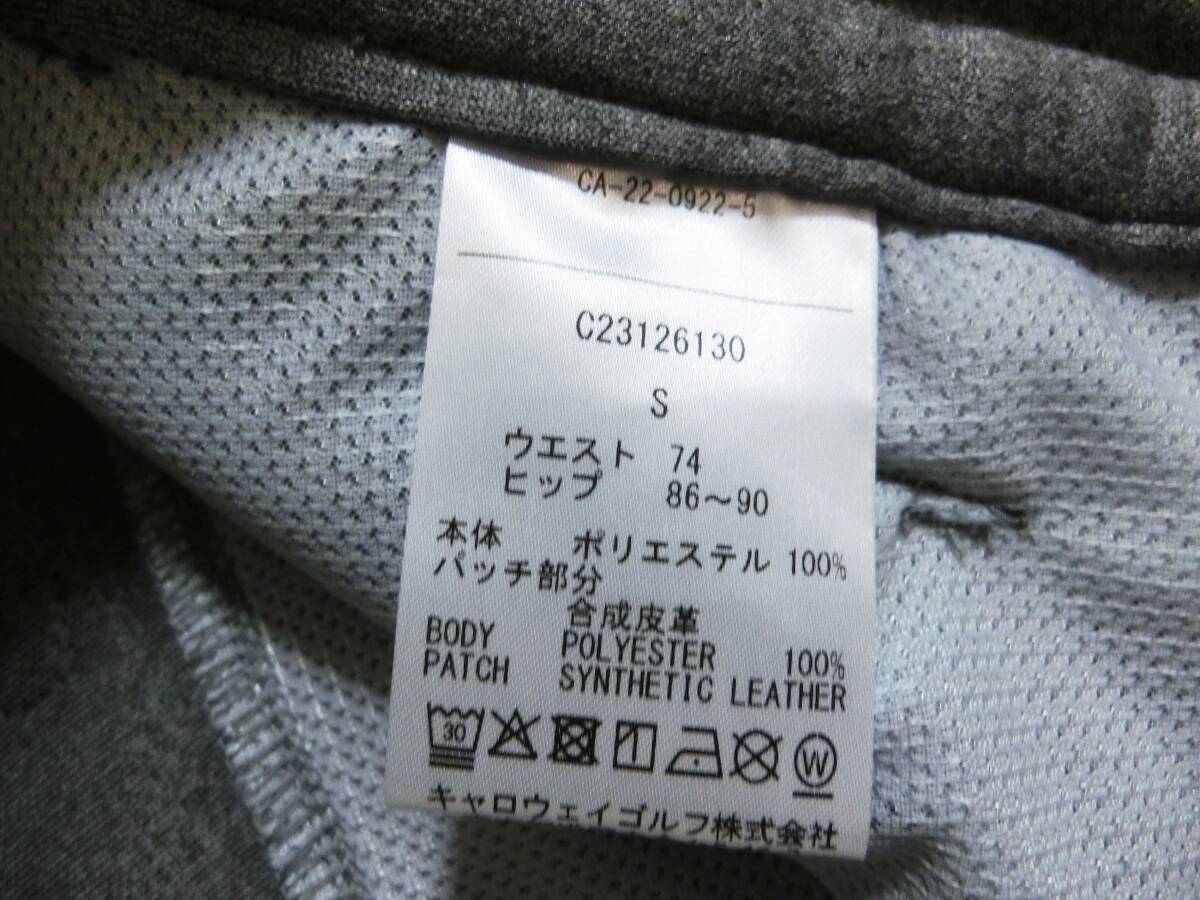 CA-22-0922-5
C23126130
S
ウエスト 74
ヒップ 86～90
本体 ポリエステル 100%
パッチ部分
合成皮革
BODY POLYESTER 100%
PATCH SYNTHETIC LEATHER
30 W
キャロウェイゴルフ株式会社